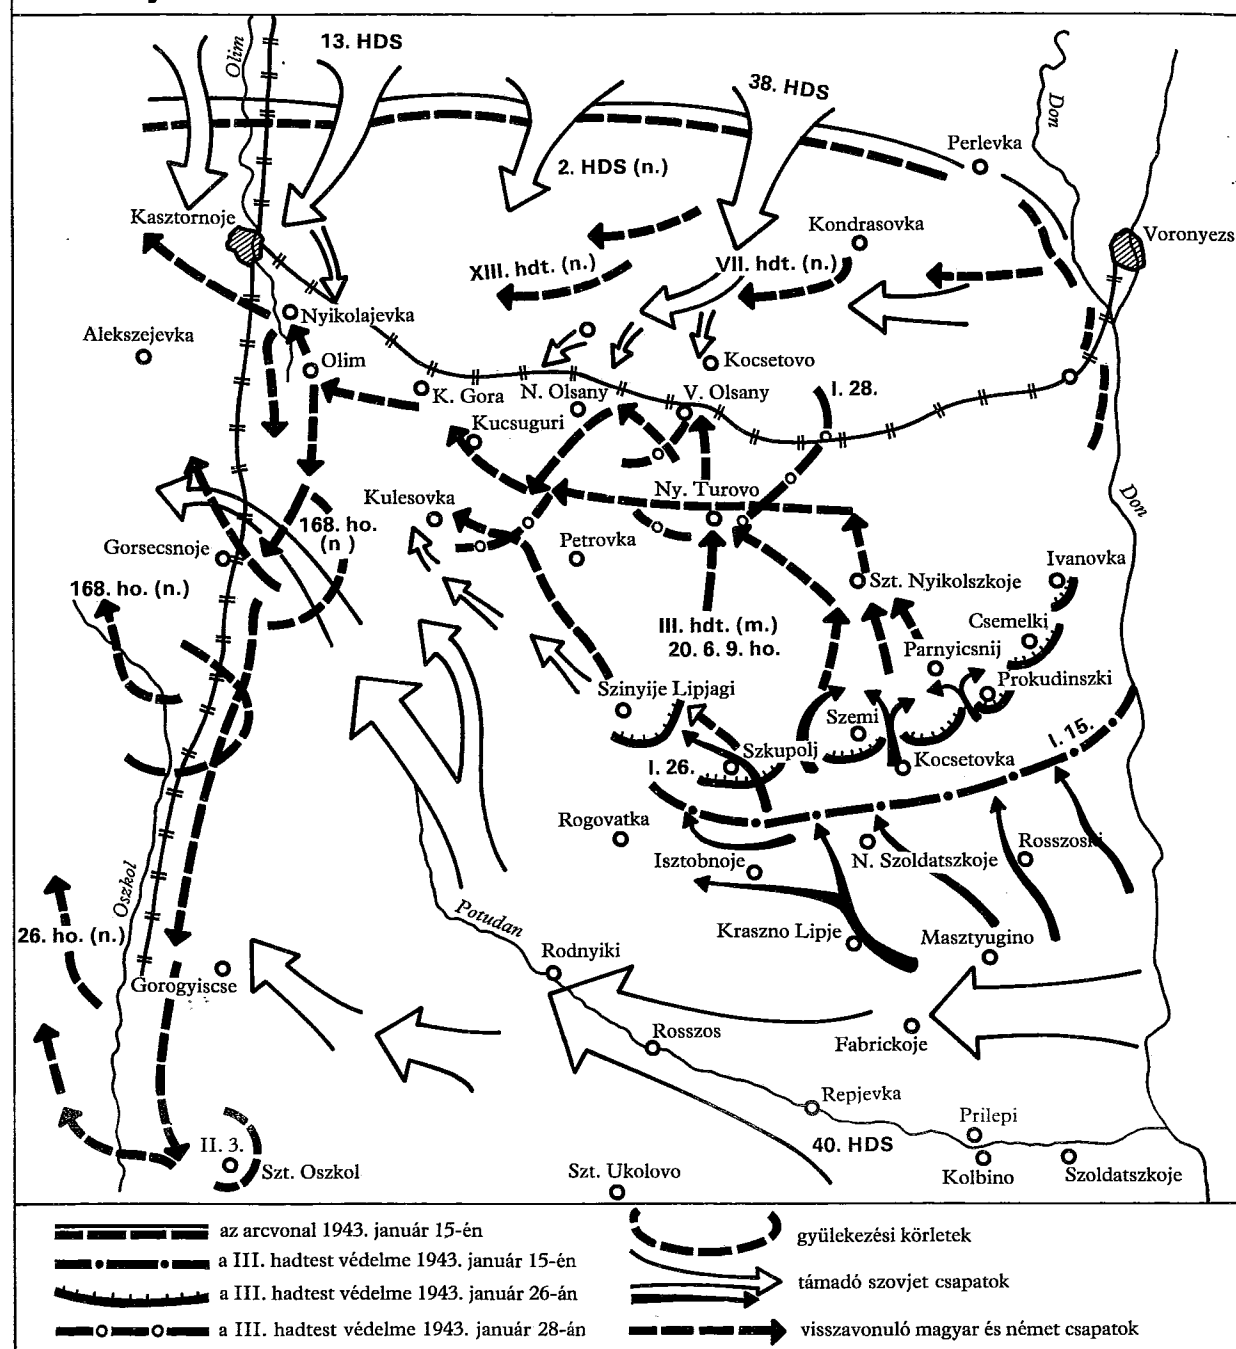 13. HDS
Olim
38. HDS
Don
Perlevka
2. HDS (n.)
Kasztornoje
Kondrasovka
Voronyezs
XIII. hdt. (n.)
VII. hdt. (n.)
Nyikolajevka
Alekszejevka
Olim
Kocsetovo
K. Gora
N. Olsany
V. Olsany
I. 28.
Kucsuguri
Kulesovka
Ny. Turovo
Don
168. ho.
(n)
Petrovka
Gorsecsnoje
Ivanovka
168. ho. (n.)
Szt. Nyikolszkoje
III. hdt. (m.)
20. 6. 9. ho.
Csemelki
Parnyicsnij
Szinyije Lipjagi
Prokudinszki
Szemi
I. 15.
Szkupolj
Kocsetovka
I. 26.
Rogovatka
Isztobnoje
N. Szoldatszkoje
Rosszoski
Oszkol
Potudan
26. ho. (n.)
Kraszno Lipje
Masztyugino
Rodnyiki
Gorogyiscse
Rosszos
Fabrickoje
Repjevka
Prilepi
40. HDS
II. 3.
Szt. Oszkol
Szt. Ukolovo
Kolbino
Szoldatszkoje
az arcvonal 1943. január 15-én
a III. hadtest védelme 1943. január 15-én
a III. hadtest védelme 1943. január 26-án
a III. hadtest védelme 1943. január 28-án
gyülekezési körletek
támadó szovjet csapatok
visszavonuló magyar és német csapatok